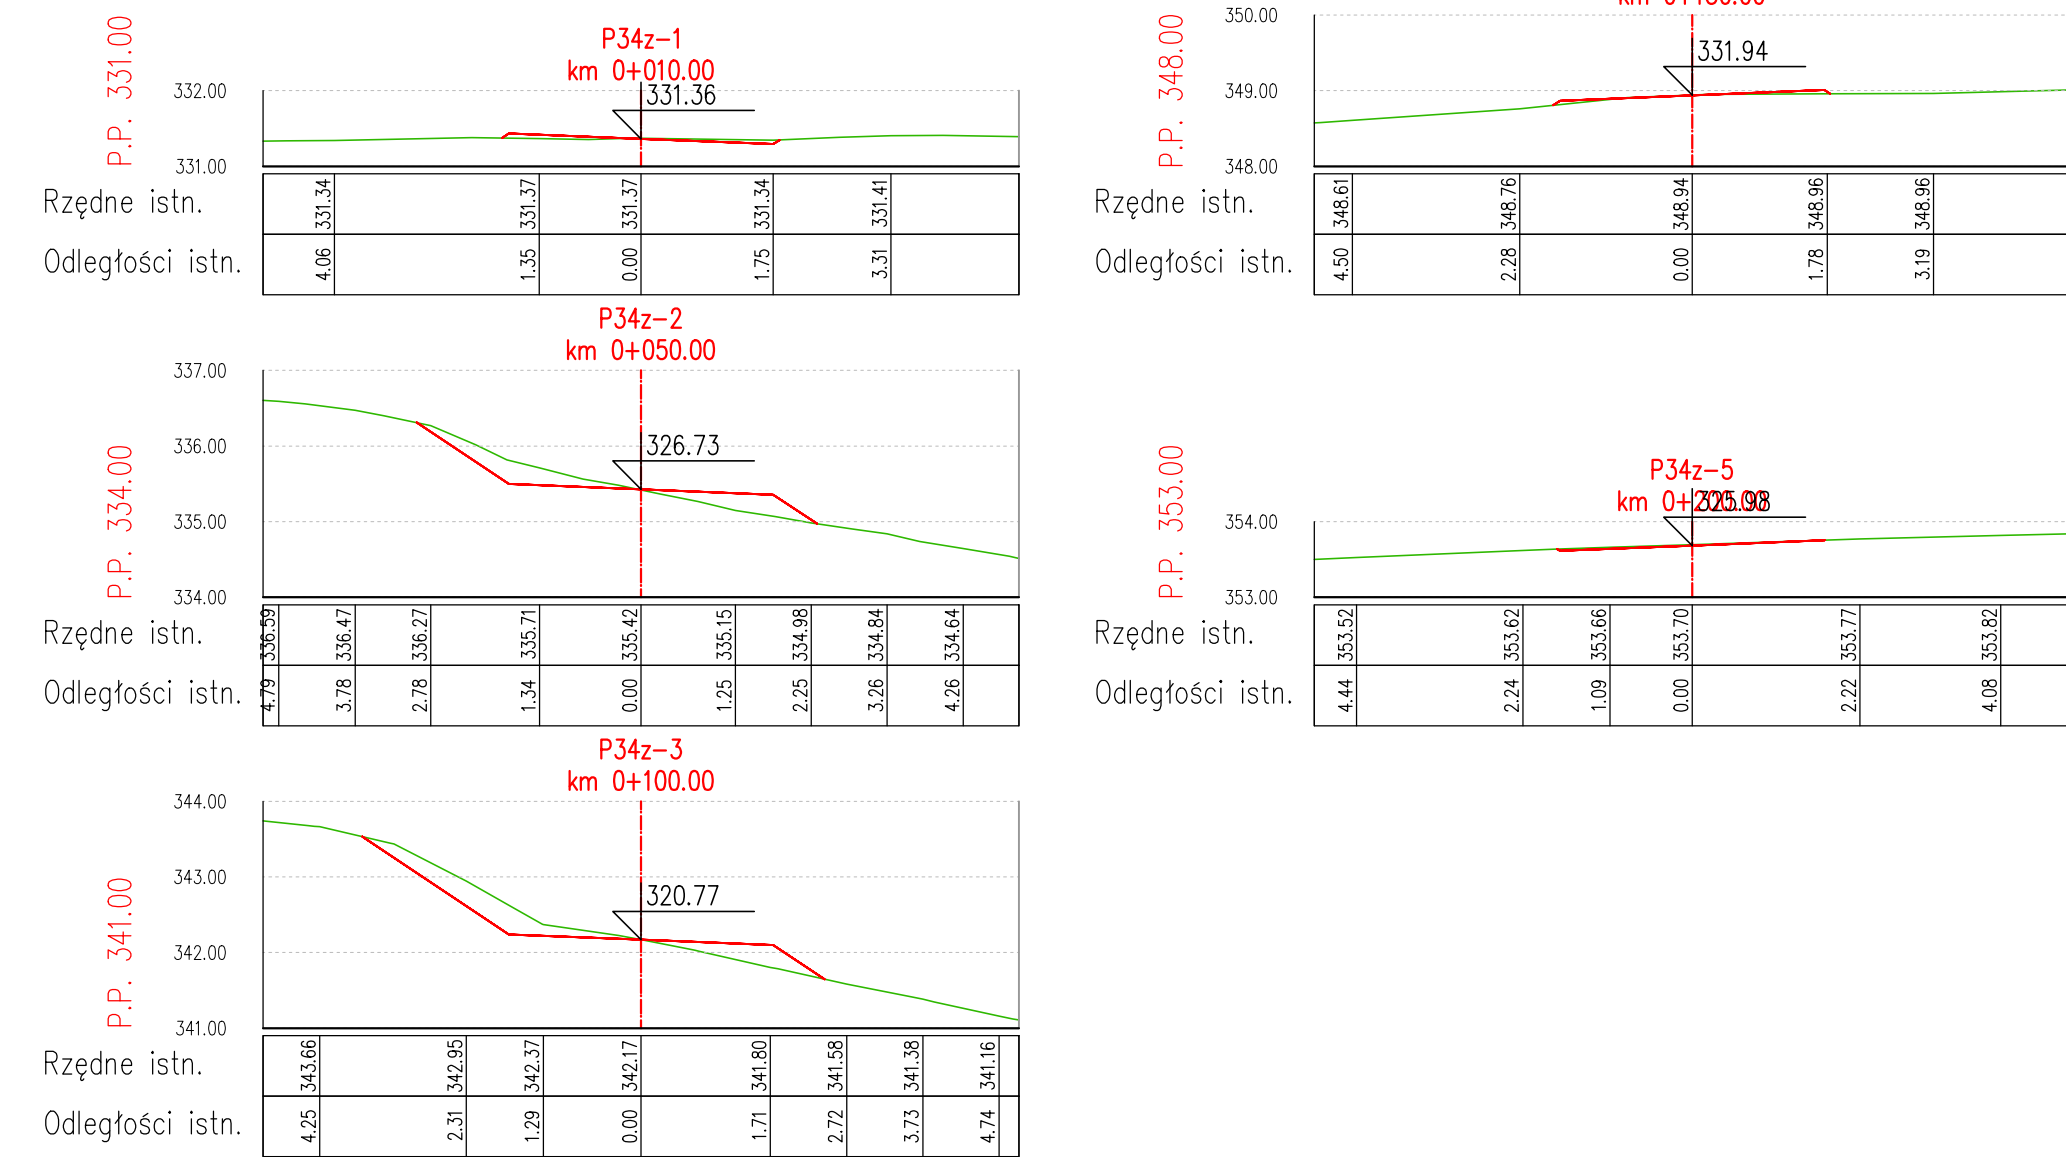 P34z-1
km 0+010.00
P.P. 331.00
332.00
331.36
331.00
Rzędne istn.
331.34 331.37 331.37 331.34 331.41
Odległości istn.
4.06 1.35 0.00 1.75 3.31
P34z-2
km 0+050.00
P.P. 334.00
337.00
336.00
326.73
335.00
334.00
Rzędne istn.
336.59 336.47 336.27 335.71 335.42 335.15 334.98 334.84 334.64
Odległości istn.
4.79 3.78 2.78 1.34 0.00 1.25 2.25 3.26 4.26
P34z-3
km 0+100.00
P.P. 341.00
344.00
343.00
320.77
342.00
341.00
Rzędne istn.
343.66 342.95 342.37 342.17 341.80 341.58 341.38 341.16
Odległości istn.
4.25 2.31 1.29 0.00 1.71 2.72 3.73 4.74
P.P. 348.00
350.00
331.94
349.00
348.00
Rzędne istn.
348.61 348.76 348.94 348.96 348.96
Odległości istn.
4.50 2.28 0.00 1.78 3.19
P34z-5
km 0+200.00
325.98
P.P. 353.00
354.00
353.00
Rzędne istn.
353.52 353.62 353.66 353.70 353.77 353.82
Odległości istn.
4.44 2.24 1.09 0.00 2.22 4.08